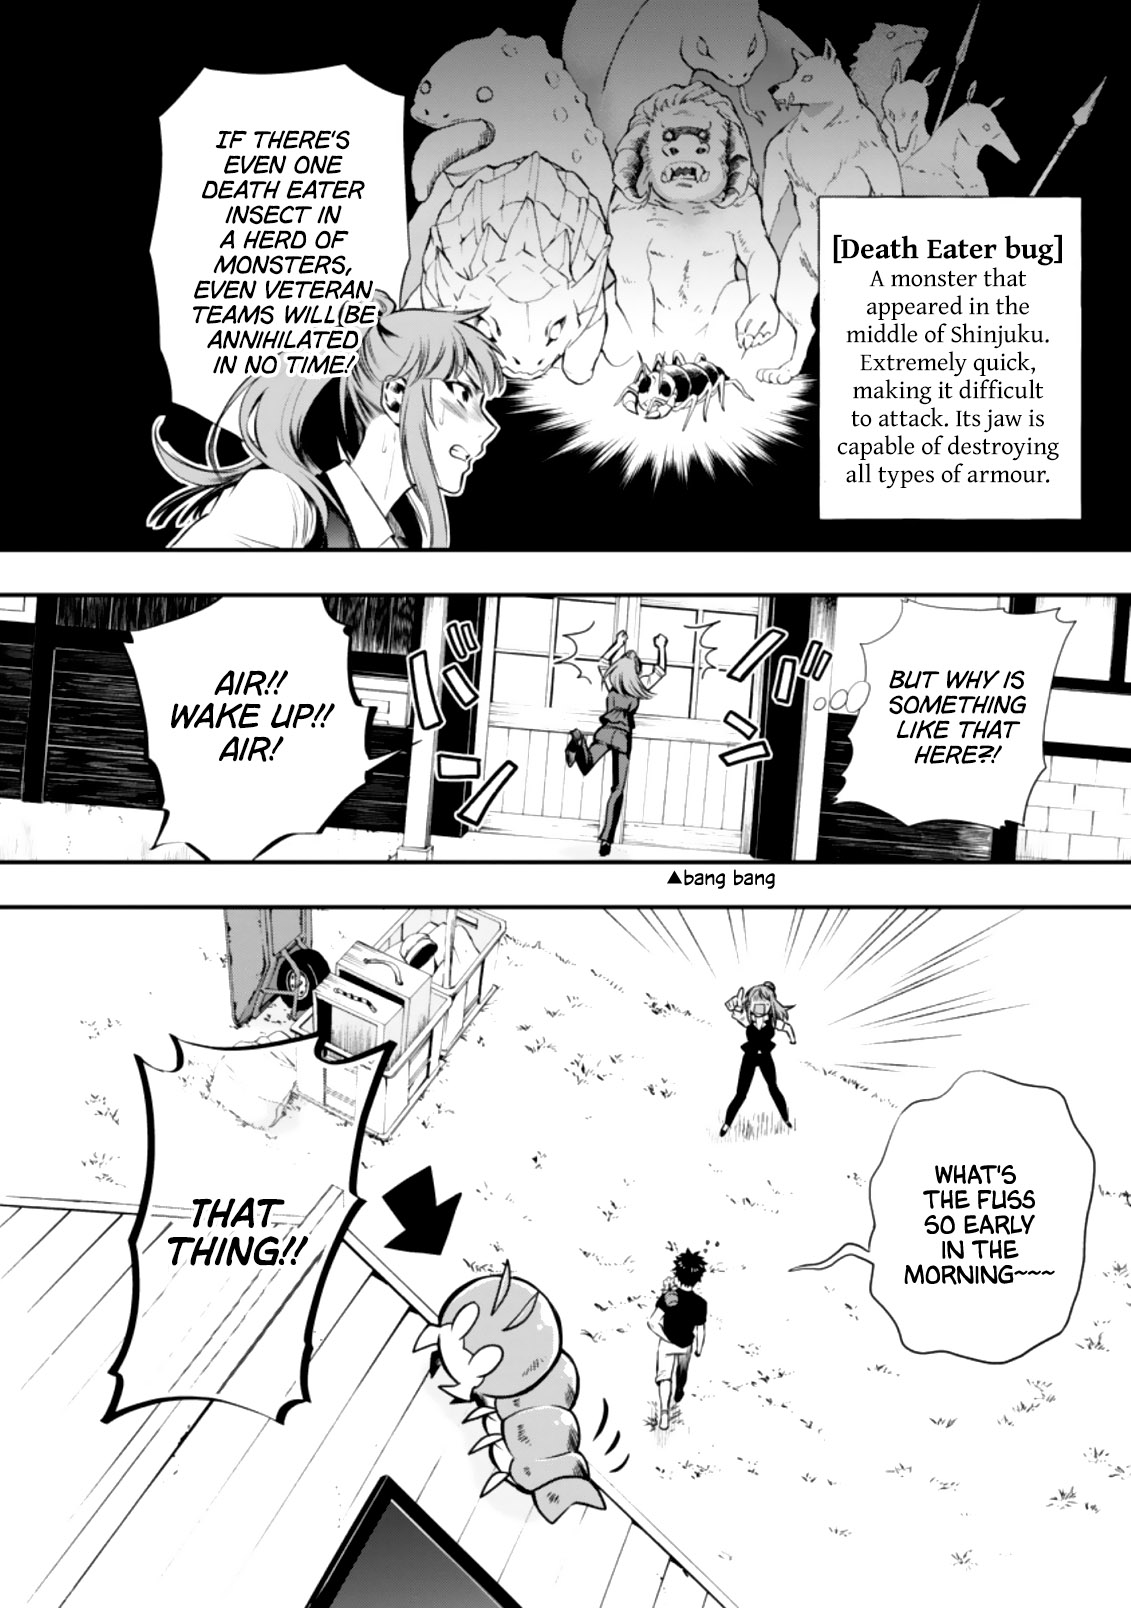 IF THERE'S
EVEN ONE
DEATH EATER
INSECT IN
A HERD OF
MONSTERS,
EVEN VETERAN
TEAMS WILL BE
ANNIHILATED
IN NO TIME!
[Death Eater bug]
A monster that
appeared in the
middle of Shinjuku.
Extremely quick,
making it difficult
to attack. Its jaw is
capable of destroying
all types of armour.
BUT WHY IS
SOMETHING
LIKE THAT
HERE?!
AIR!!
WAKE UP!!
AIR!
▲bang bang
WHAT'S
THE FUSS
SO EARLY
IN THE
MORNING~~~
THAT
THING!!